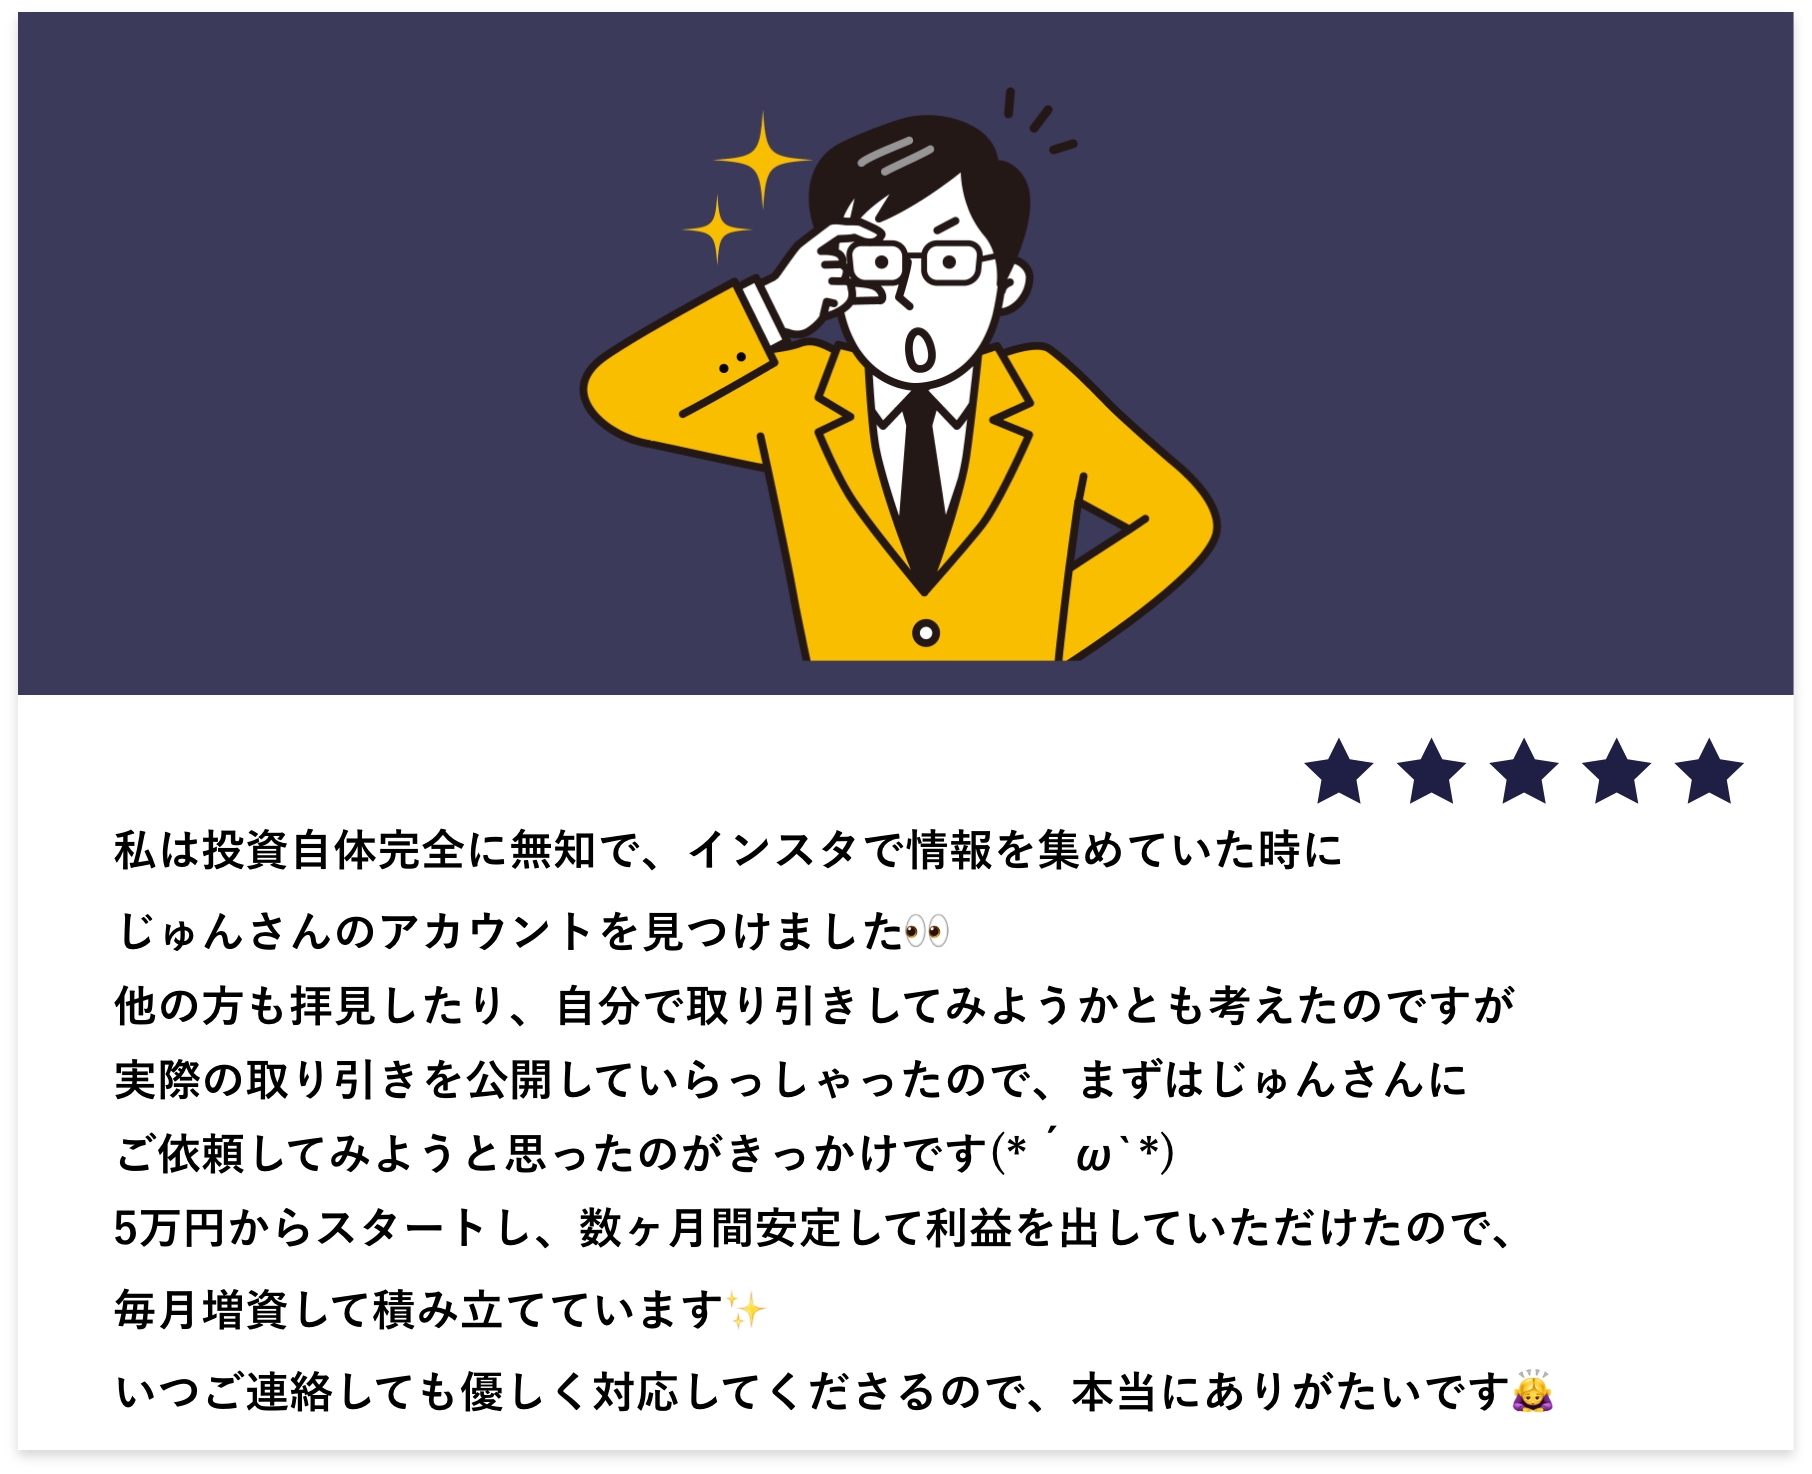 私は投資自体完全に無知で、インスタで情報を集めていた時に
じゅんさんのアカウントを見つけました👀
他の方も拝見したり、自分で取り引きしてみようかとも考えたのですが
実際の取り引きを公開していらっしゃったので、まずはじゅんさんに
ご依頼してみようと思ったのがきっかけです(*´ω`*)
5万円からスタートし、数ヶ月間安定して利益を出していただけたので、
毎月増資して積み立てています✨
いつご連絡しても優しく対応してくださるので、本当にありがたいです🙇‍♀️